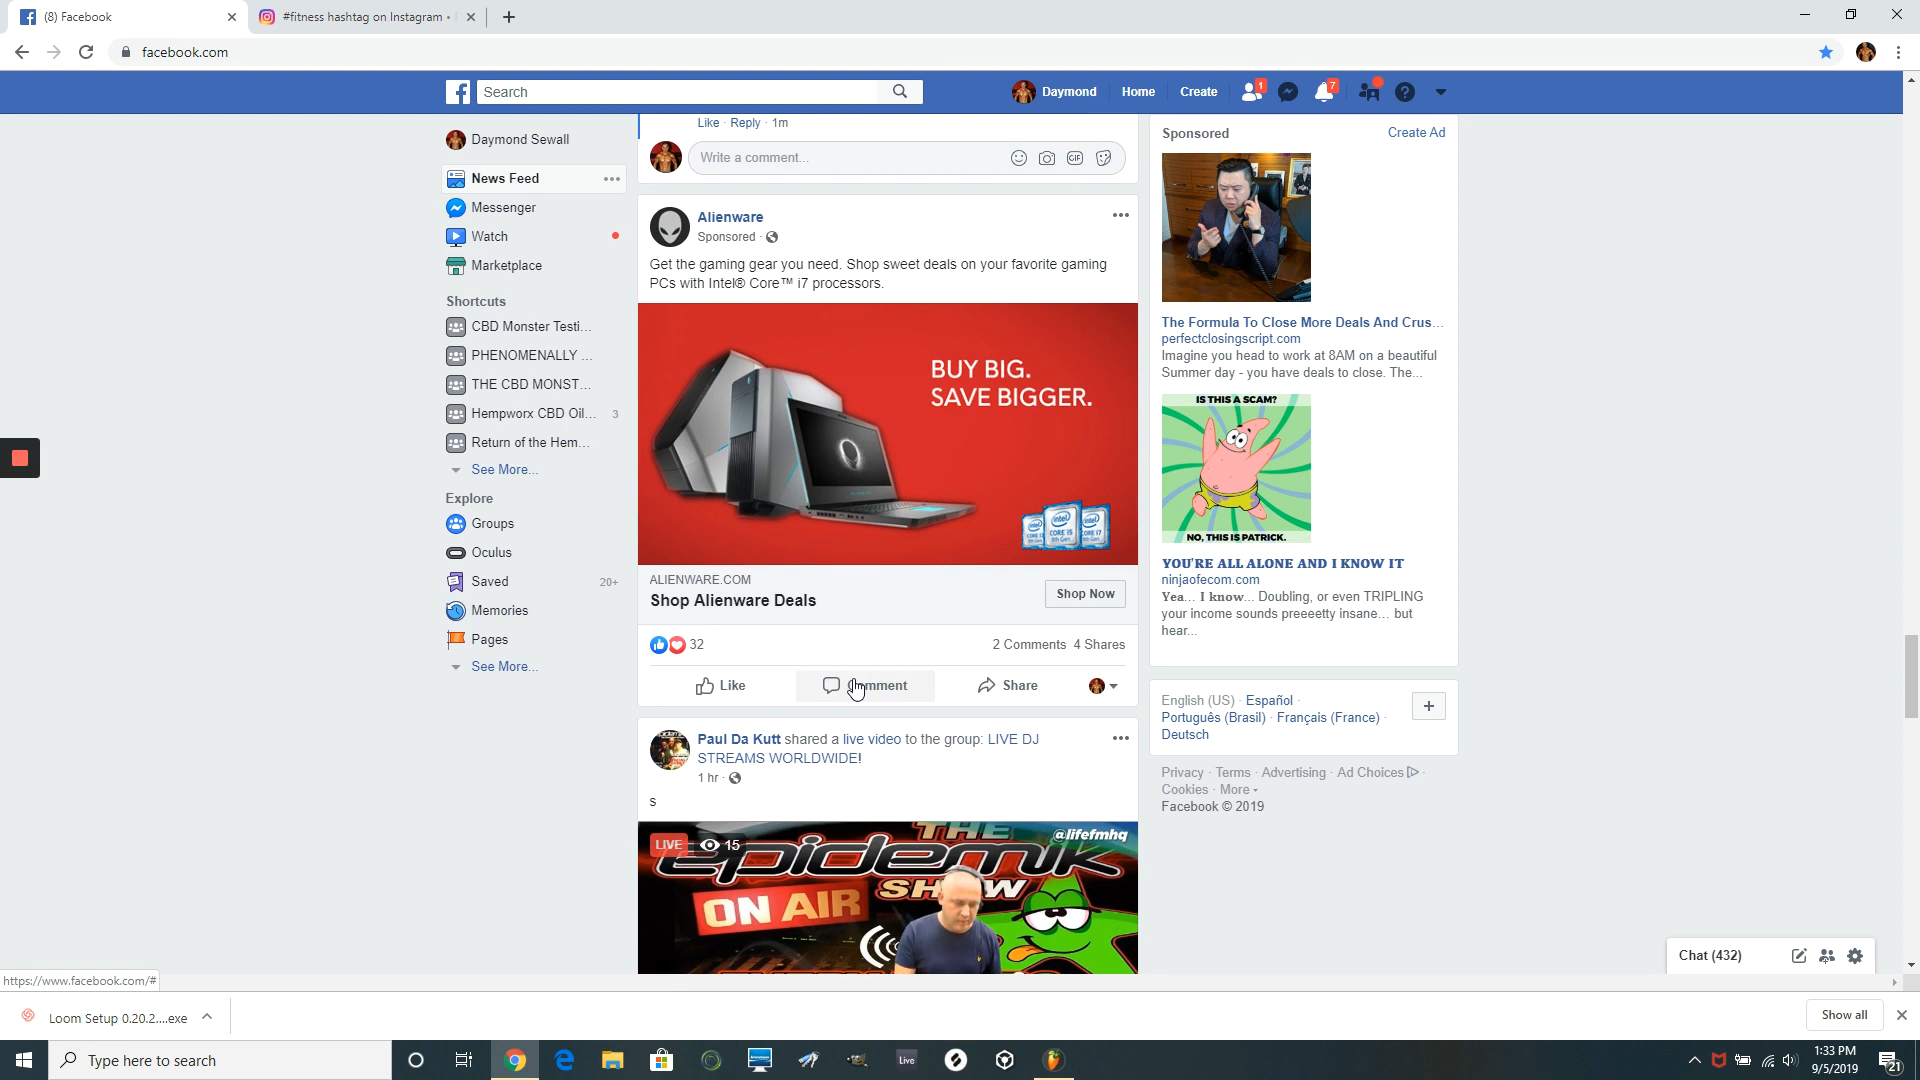 (8) Facebook
#fitness hashtag on Instagram •
facebook.com
Search
Daymond
Home
Create
1
7
Daymond Sewall
News Feed
Messenger
Watch
Marketplace
Shortcuts
CBD Monster Testi...
PHENOMENALLY ...
THE CBD MONST...
Hempworx CBD Oil... 3
Return of the Hem...
See More...
Explore
Groups
Oculus
Saved 20+
Memories
Pages
See More...
Like · Reply · 1m
Write a comment...
GIF
Alienware
Sponsored ·
Get the gaming gear you need. Shop sweet deals on your favorite gaming
PCs with Intel® Core™ i7 processors.
BUY BIG.
SAVE BIGGER.
ALIENWARE.COM
Shop Alienware Deals
Shop Now
32
2 Comments 4 Shares
Like
mment
Share
Paul Da Kutt shared a live video to the group: LIVE DJ
STREAMS WORLDWIDE!
1 hr ·
s
LIVE 15
THE
@lifefmhq
epidemik
SHOW
ON AIR
Sponsored
Create Ad
The Formula To Close More Deals And Crus...
perfectclosingscript.com
Imagine you head to work at 8AM on a beautiful
Summer day - you have deals to close. The...
IS THIS A SCAM?
NO, THIS IS PATRICK.
YOU'RE ALL ALONE AND I KNOW IT
ninjaofecom.com
Yea... I know... Doubling, or even TRIPLING
your income sounds preeeetty insane... but
hear...
English (US) · Español ·
Português (Brasil) · Français (France) ·
Deutsch
Privacy · Terms · Advertising · Ad Choices ·
Cookies · More
Facebook © 2019
Chat (432)
https://www.facebook.com/#
Loom Setup 0.20.2....exe
Show all
Type here to search
Live
1:33 PM
9/5/2019
21